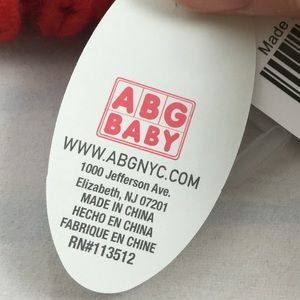 ABG
BABY
WWW.ABGNYC.COM
1000 Jefferson Ave.
Elizabeth, NJ 07201
MADE IN CHINA
HECHO EN CHINA
FABRIQUE EN CHINE
RN#113512
Made